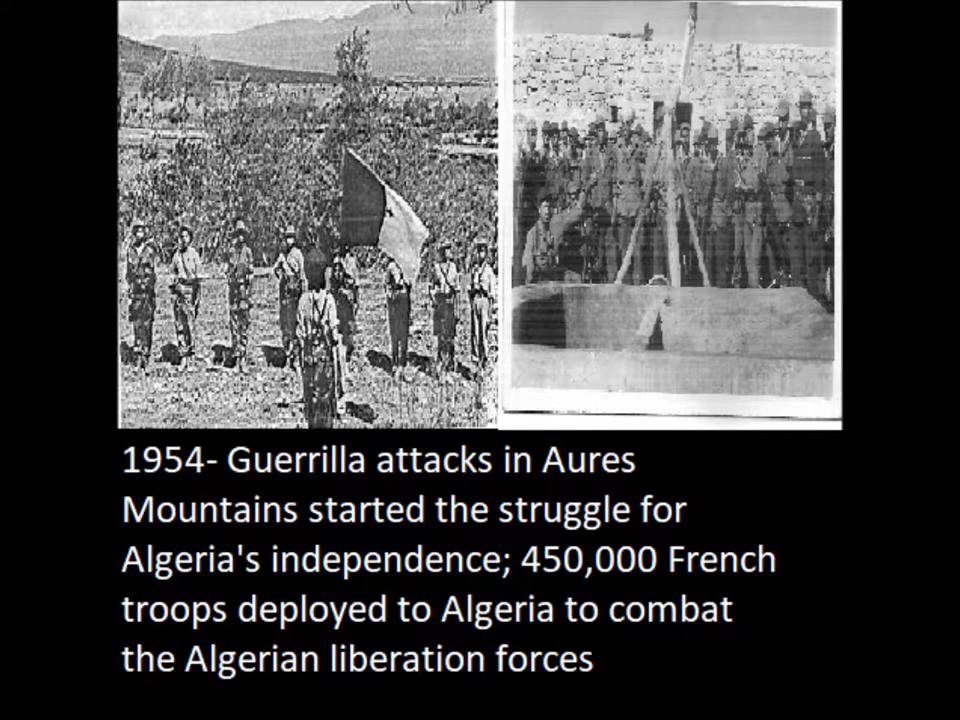 1954- Guerrilla attacks in Aures
Mountains started the struggle for
Algeria's independence; 450,000 French
troops deployed to Algeria to combat
the Algerian liberation forces